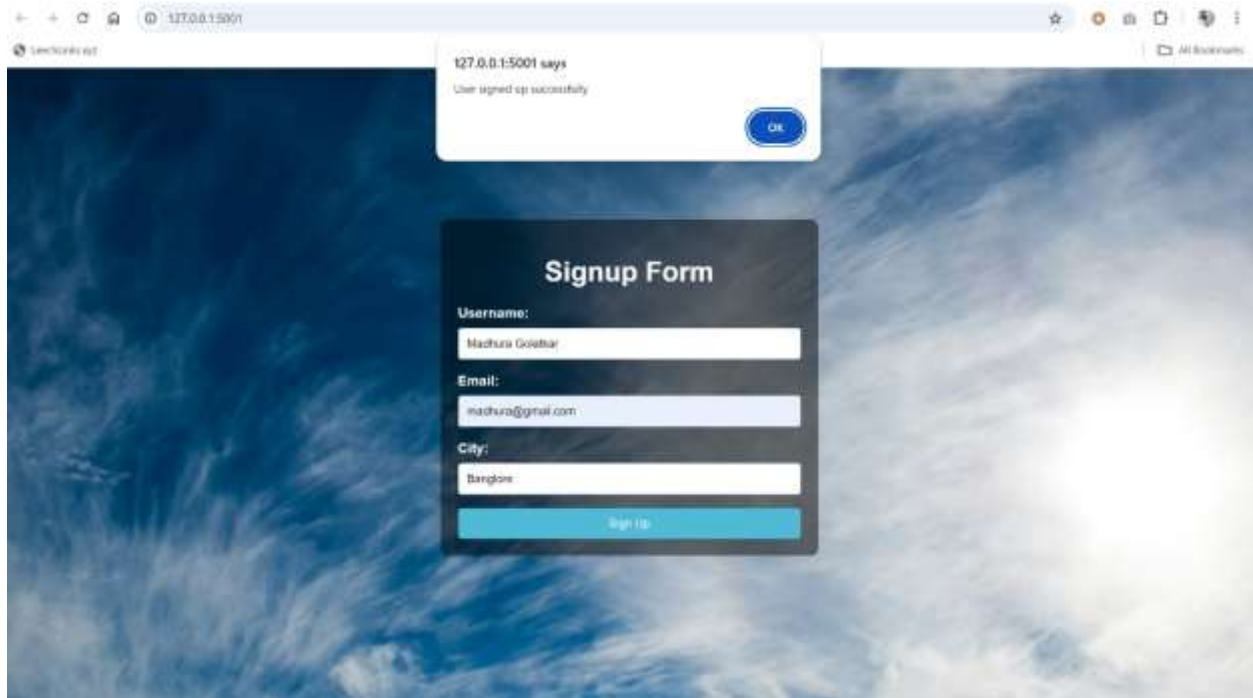 127.0.0.1:5001
All Bookmarks
127.0.0.1:5001 says
User signed up successfully
OK
Signup Form
Username:
Madhura
Email:
madhura@gmail.com
City:
Banglore
Sign Up